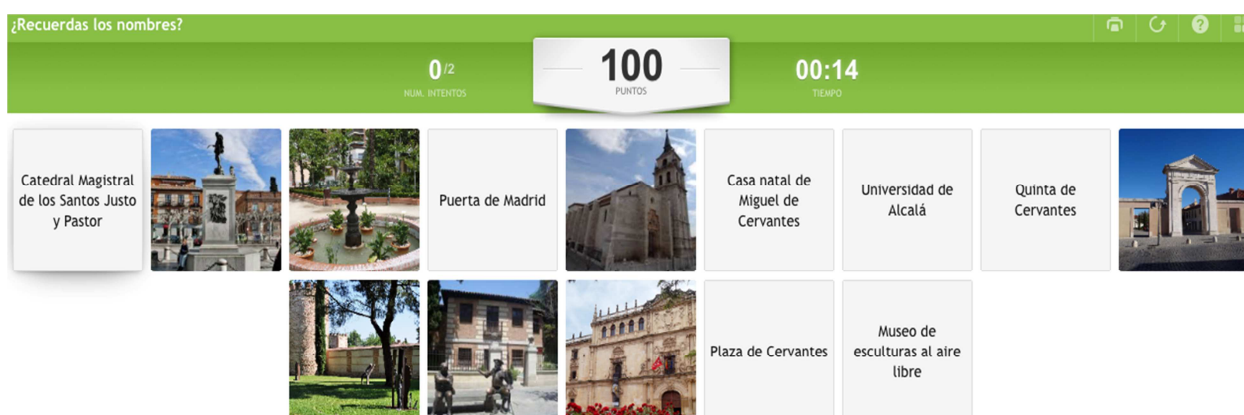 ¿Recuerdas los nombres?
0/2
NUM. INTENTOS
100
PUNTOS
00:14
TIEMPO
Catedral Magistral
de los Santos Justo
y Pastor
Puerta de Madrid
Casa natal de
Miguel de
Cervantes
Universidad de
Alcalá
Quinta de
Cervantes
Plaza de Cervantes
Museo de
esculturas al aire
libre